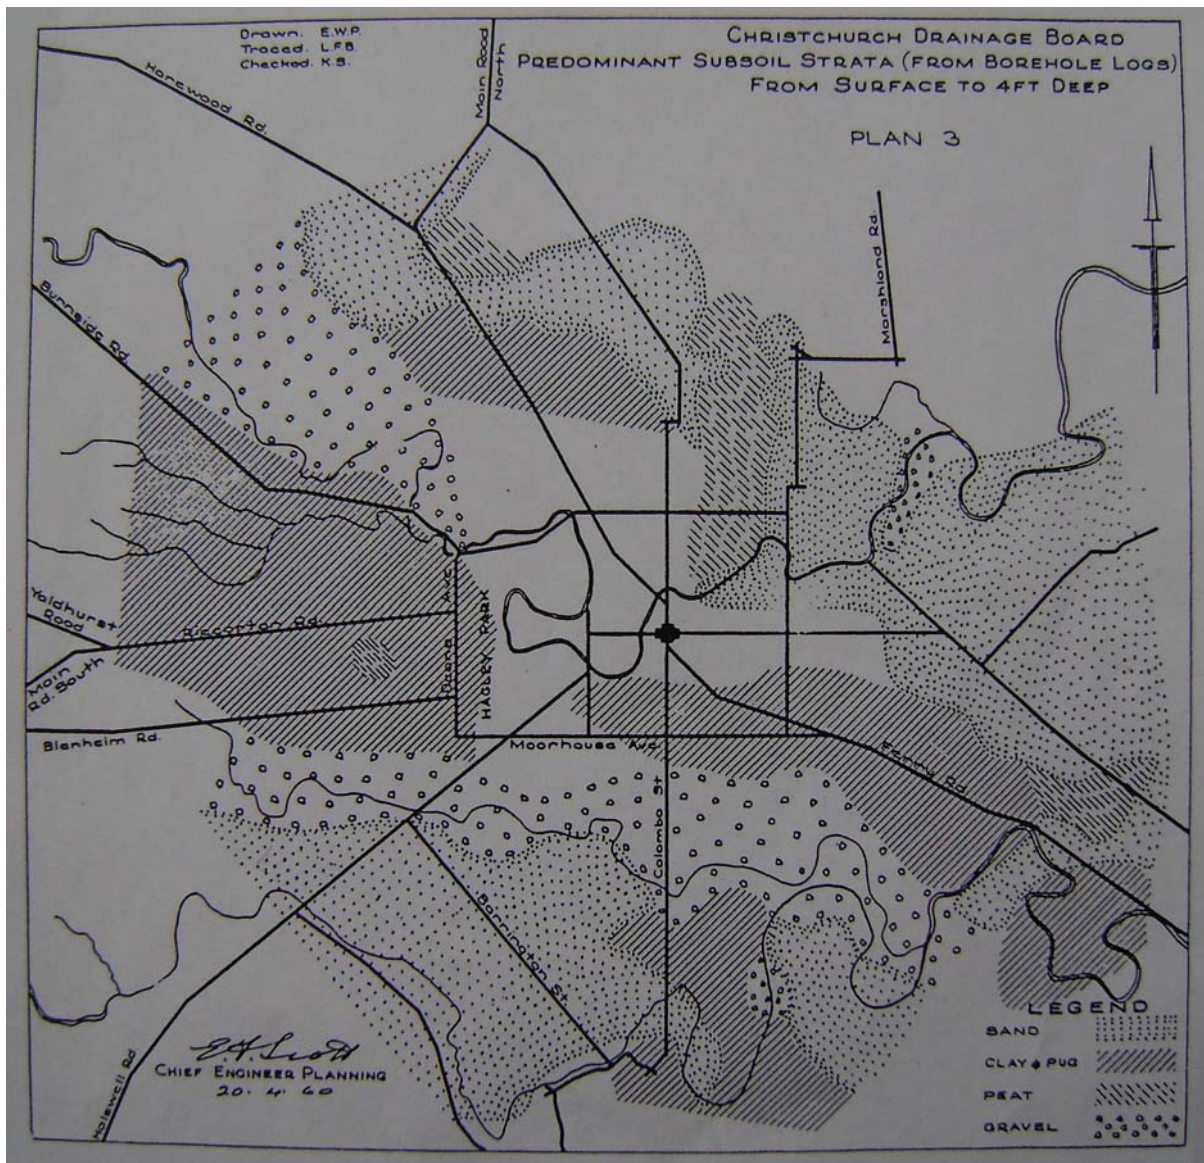 Drawn. E.W.P.
Traced. L.F.B.
Checked. K.S.
CHRISTCHURCH DRAINAGE BOARD
PREDOMINANT SUBSOIL STRATA (FROM BOREHOLE LOGS)
FROM SURFACE TO 4FT DEEP
PLAN 3
Main Road
North
Harewood Rd.
Marshland Rd.
Burnside Rd.
Yaldhurst
Road
Riccarton Rd.
Main
Rd. South
Deans Ave.
HAGLEY PARK
Blenheim Rd.
Moorhouse Ave.
Ferry Rd.
Colombo St
Barrington St
Halswell Rd.
CHIEF ENGINEER PLANNING
20. 4. 60
LEGEND
SAND
CLAY & PUG
PEAT
GRAVEL